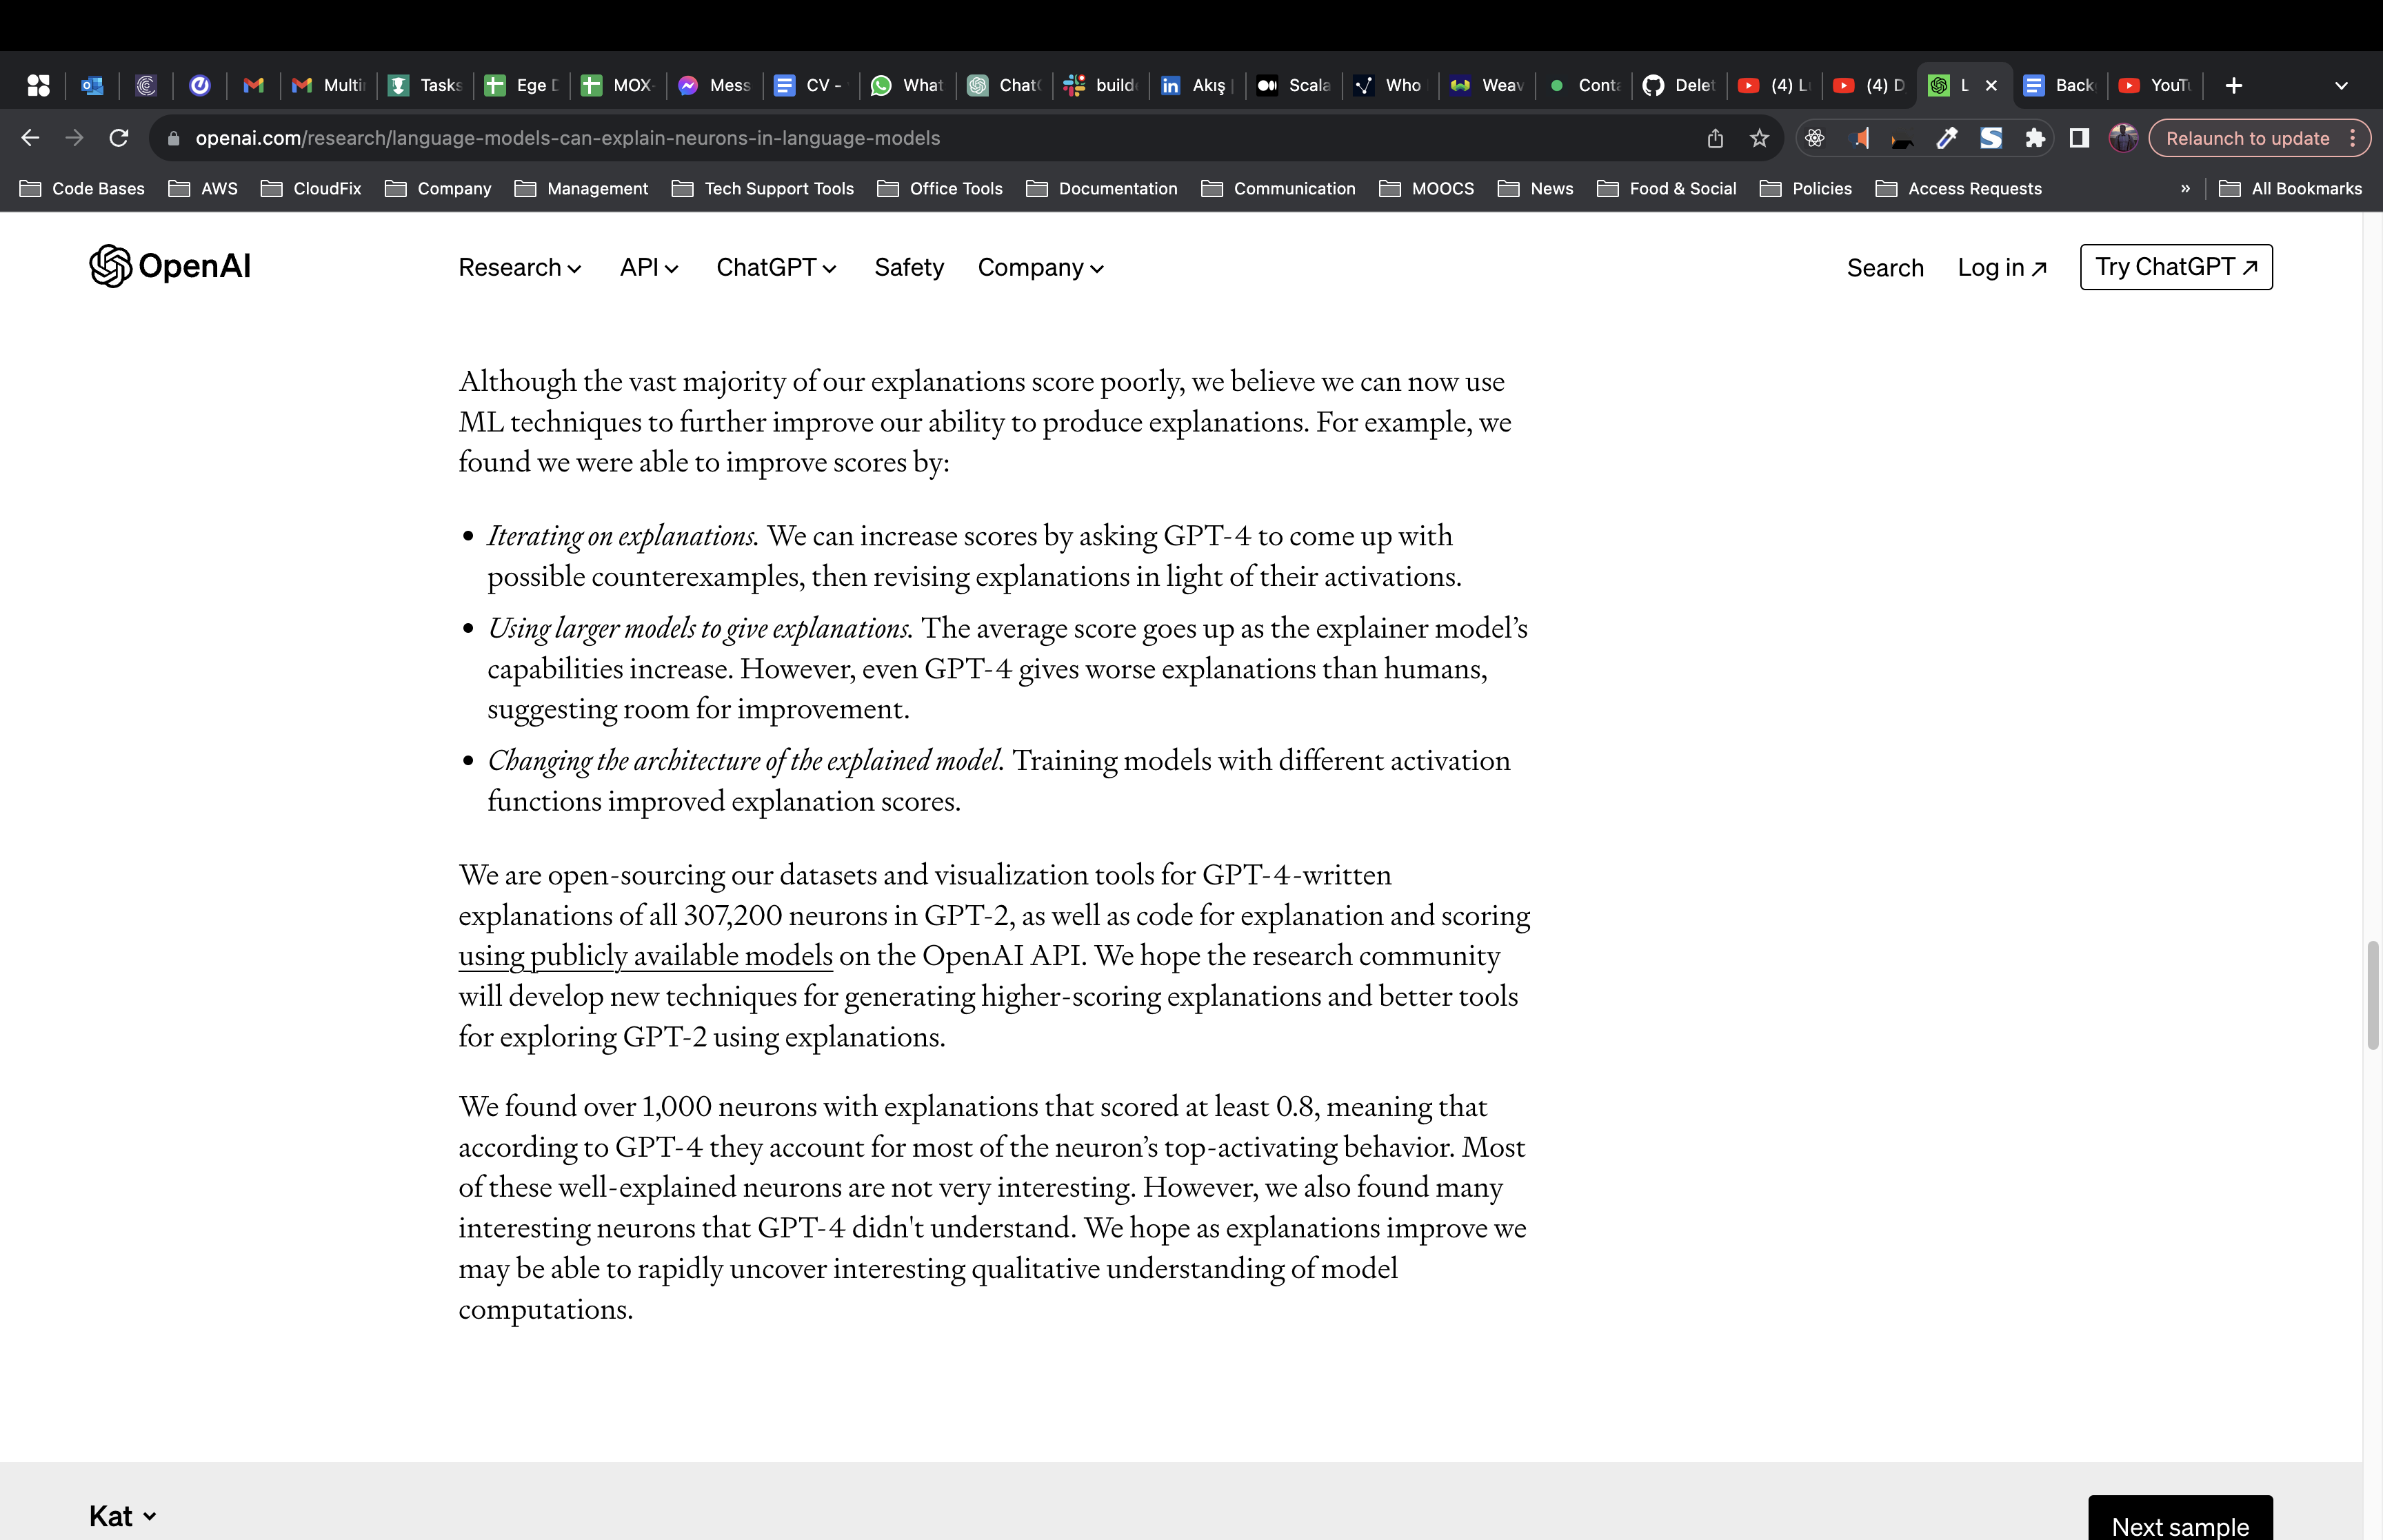 Multi
Tasks
Ege D
MOX-
Mess
CV -
What
Chat
build
Akış
Scala
Who
Weav
Conta
Delet
(4) L
(4) D
L
Back
YouT
openai.com/research/language-models-can-explain-neurons-in-language-models
Relaunch to update
Code Bases
AWS
CloudFix
Company
Management
Tech Support Tools
Office Tools
Documentation
Communication
MOOCS
News
Food & Social
Policies
Access Requests
»
All Bookmarks
OpenAI
Research
API
ChatGPT
Safety
Company
Search
Log in ↗
Try ChatGPT ↗
Although the vast majority of our explanations score poorly, we believe we can now use
ML techniques to further improve our ability to produce explanations. For example, we
found we were able to improve scores by:
• Iterating on explanations. We can increase scores by asking GPT-4 to come up with
possible counterexamples, then revising explanations in light of their activations.
• Using larger models to give explanations. The average score goes up as the explainer model’s
capabilities increase. However, even GPT-4 gives worse explanations than humans,
suggesting room for improvement.
• Changing the architecture of the explained model. Training models with different activation
functions improved explanation scores.
We are open-sourcing our datasets and visualization tools for GPT-4-written
explanations of all 307,200 neurons in GPT-2, as well as code for explanation and scoring
using publicly available models on the OpenAI API. We hope the research community
will develop new techniques for generating higher-scoring explanations and better tools
for exploring GPT-2 using explanations.
We found over 1,000 neurons with explanations that scored at least 0.8, meaning that
according to GPT-4 they account for most of the neuron’s top-activating behavior. Most
of these well-explained neurons are not very interesting. However, we also found many
interesting neurons that GPT-4 didn't understand. We hope as explanations improve we
may be able to rapidly uncover interesting qualitative understanding of model
computations.
Kat
Next sample